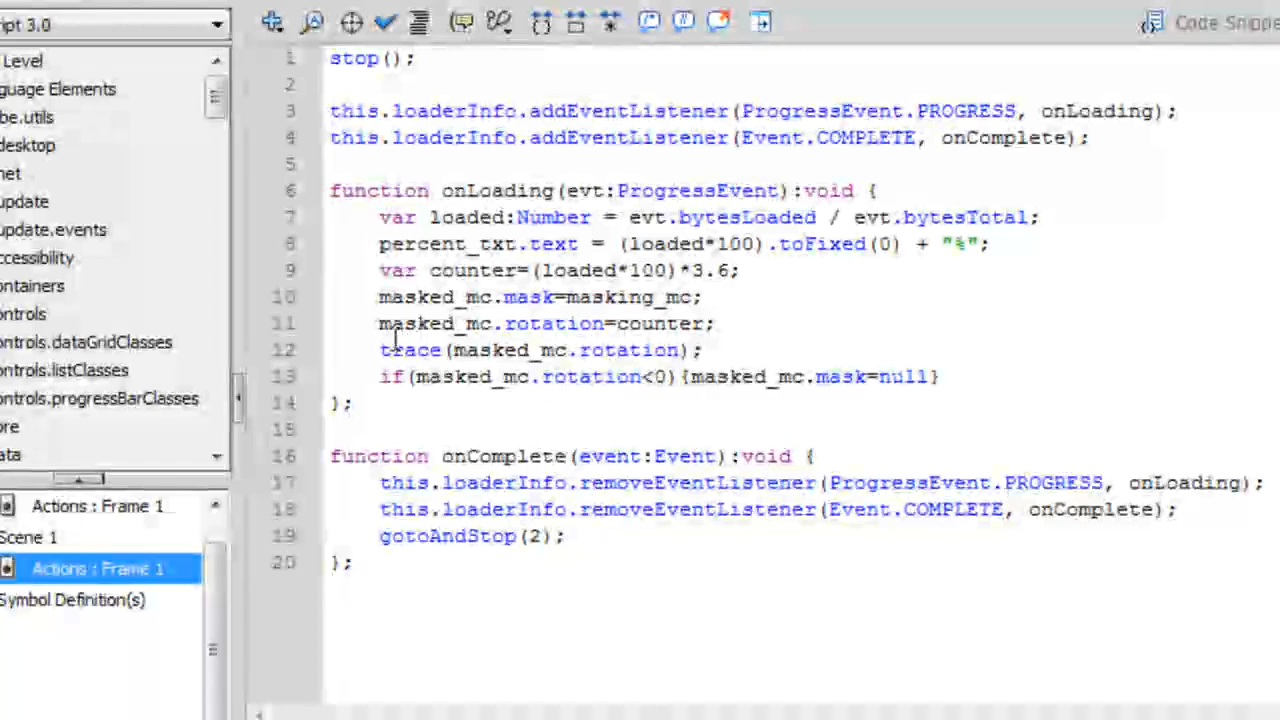 ipt 3.0
Code Snippe
Level
guage Elements
be.utils
desktop
net
update
update.events
ccessibility
ontainers
ontrols
ontrols.dataGridClasses
ontrols.listClasses
ontrols.progressBarClasses
ore
ata
Actions : Frame 1
Scene 1
Actions : Frame 1
Symbol Definition(s)
1 stop();
2
3 this.loaderInfo.addEventListener(ProgressEvent.PROGRESS, onLoading);
4 this.loaderInfo.addEventListener(Event.COMPLETE, onComplete);
5
6 function onLoading(evt:ProgressEvent):void {
7 var loaded:Number = evt.bytesLoaded / evt.bytesTotal;
8 percent_txt.text = (loaded*100).toFixed(0) + "%";
9 var counter=(loaded*100)*3.6;
10 masked_mc.mask=masking_mc;
11 masked_mc.rotation=counter;
12 trace(masked_mc.rotation);
13 if(masked_mc.rotation<0){masked_mc.mask=null}
14 );
15
16 function onComplete(event:Event):void {
17 this.loaderInfo.removeEventListener(ProgressEvent.PROGRESS, onLoading);
18 this.loaderInfo.removeEventListener(Event.COMPLETE, onComplete);
19 gotoAndStop(2);
20 };